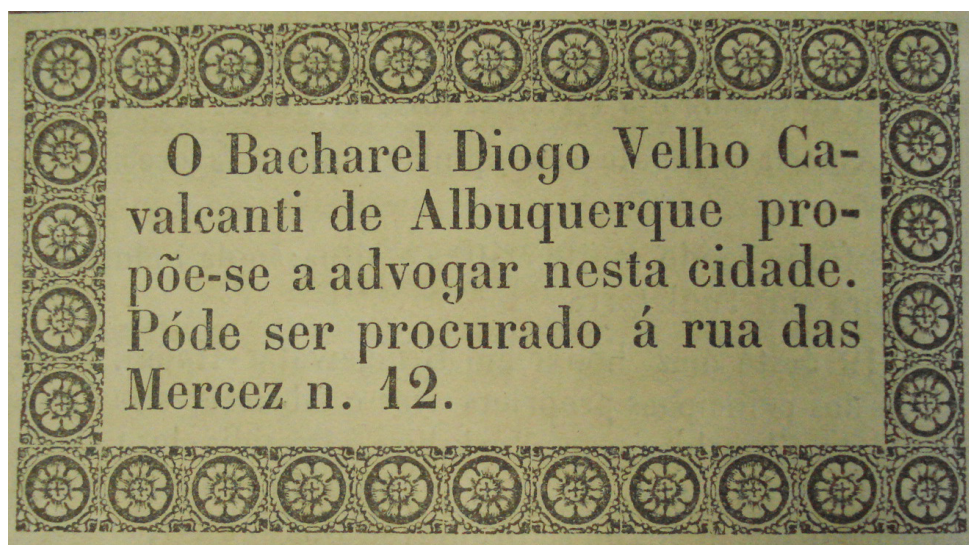 O Bacharel Diogo Velho Ca-
valcanti de Albuquerque pro-
põe-se a advogar nesta cidade.
Póde ser procurado á rua das
Mercez n. 12.